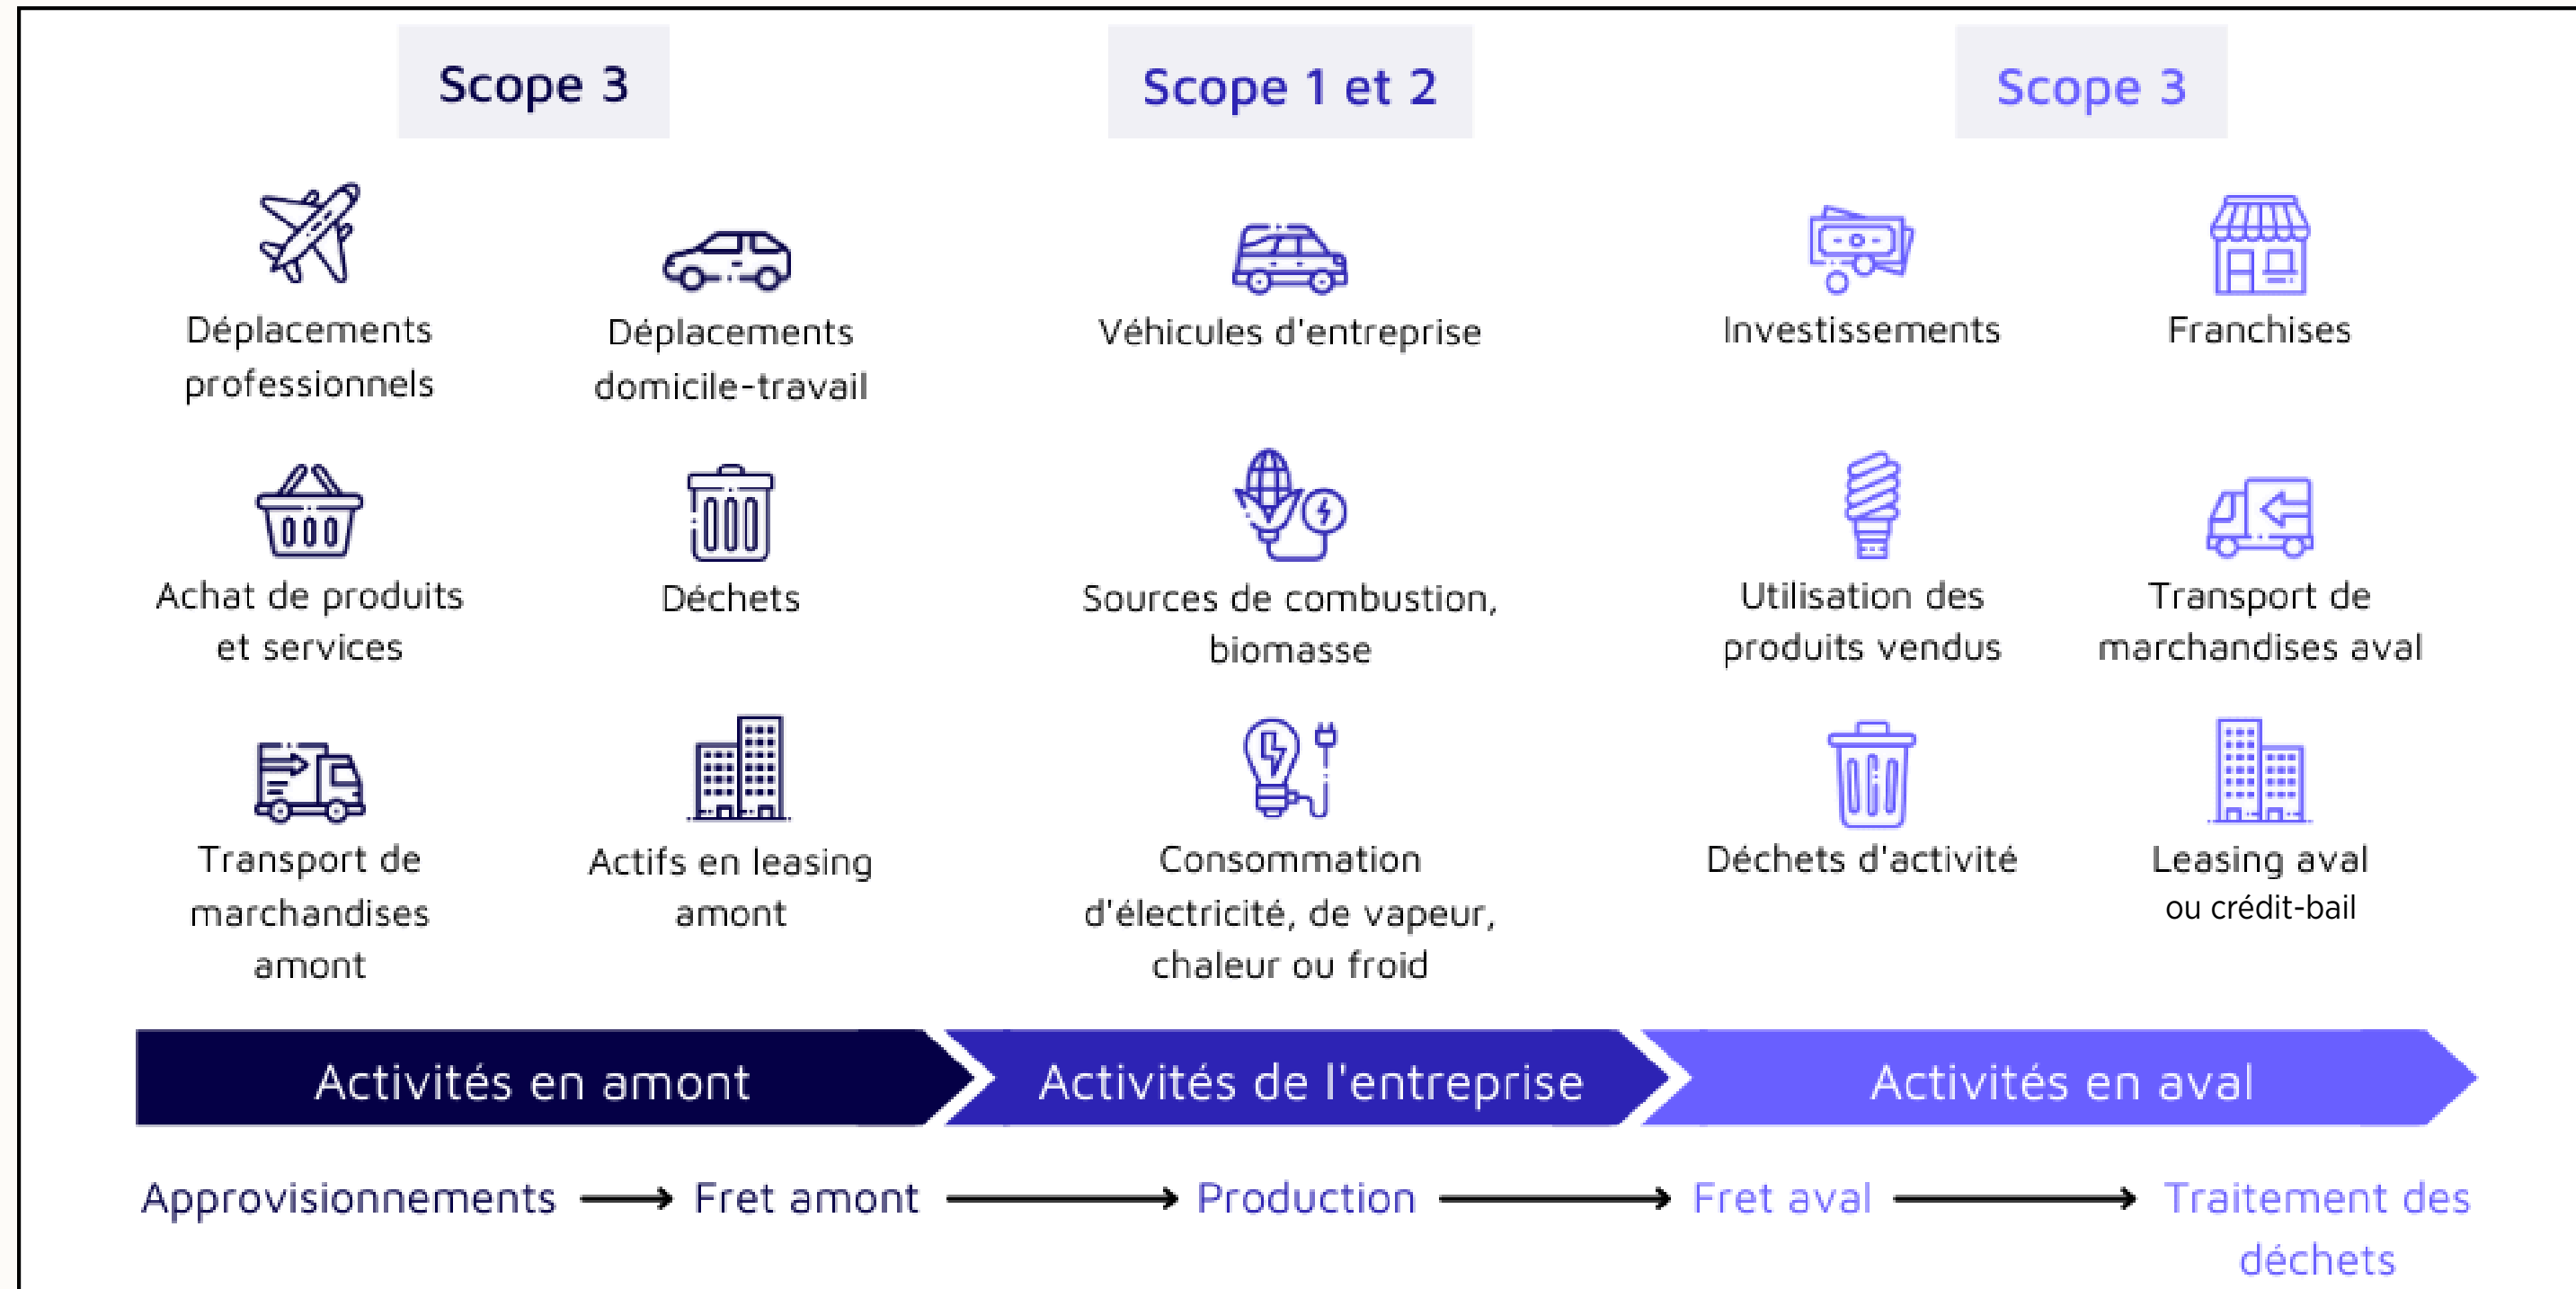 Scope 3
Scope 1 et 2
Scope 3
Déplacements
professionnels
Déplacements
domicile-travail
Véhicules d'entreprise
Investissements
Franchises
Achat de produits
et services
Déchets
Sources de combustion,
biomasse
Utilisation des
produits vendus
Transport de
marchandises aval
Transport de
marchandises
amont
Actifs en leasing
amont
Consommation
d'électricité, de vapeur,
chaleur ou froid
Déchets d'activité
Leasing aval
ou crédit-bail
Activités en amont
Activités de l'entreprise
Activités en aval
Approvisionnements
Fret amont
Production
Fret aval
Traitement des
déchets